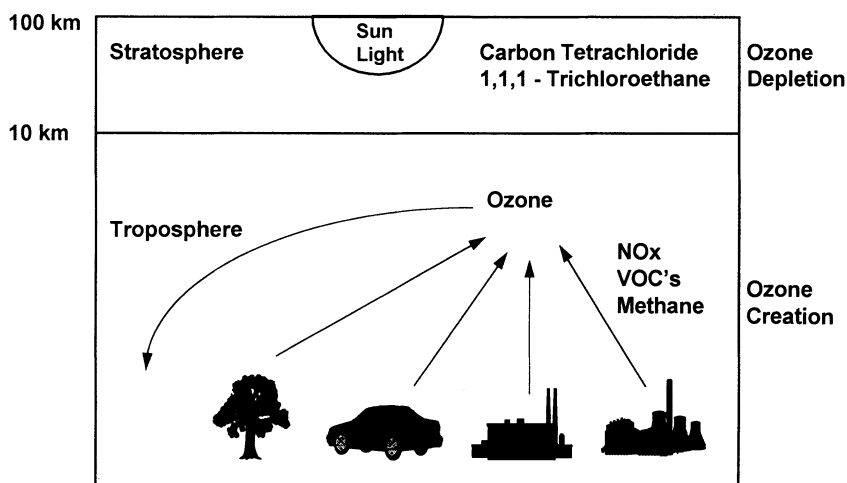 100 km
Stratosphere
Sun
Light
Carbon Tetrachloride
1,1,1 - Trichloroethane
Ozone
Depletion
10 km
Troposphere
Ozone
NOx
VOC's
Methane
Ozone
Creation